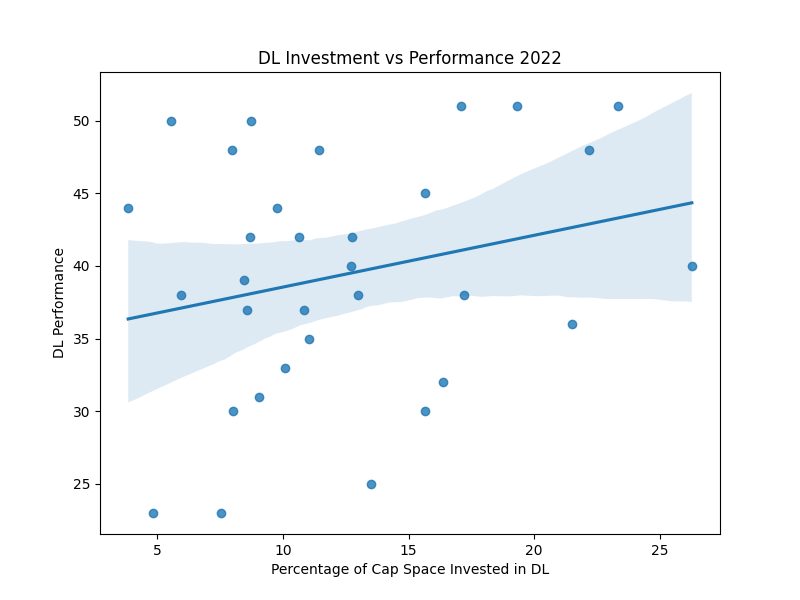 DL Investment vs Performance 2022
DL Performance
50
45
40
35
30
25
5 10 15 20 25
Percentage of Cap Space Invested in DL